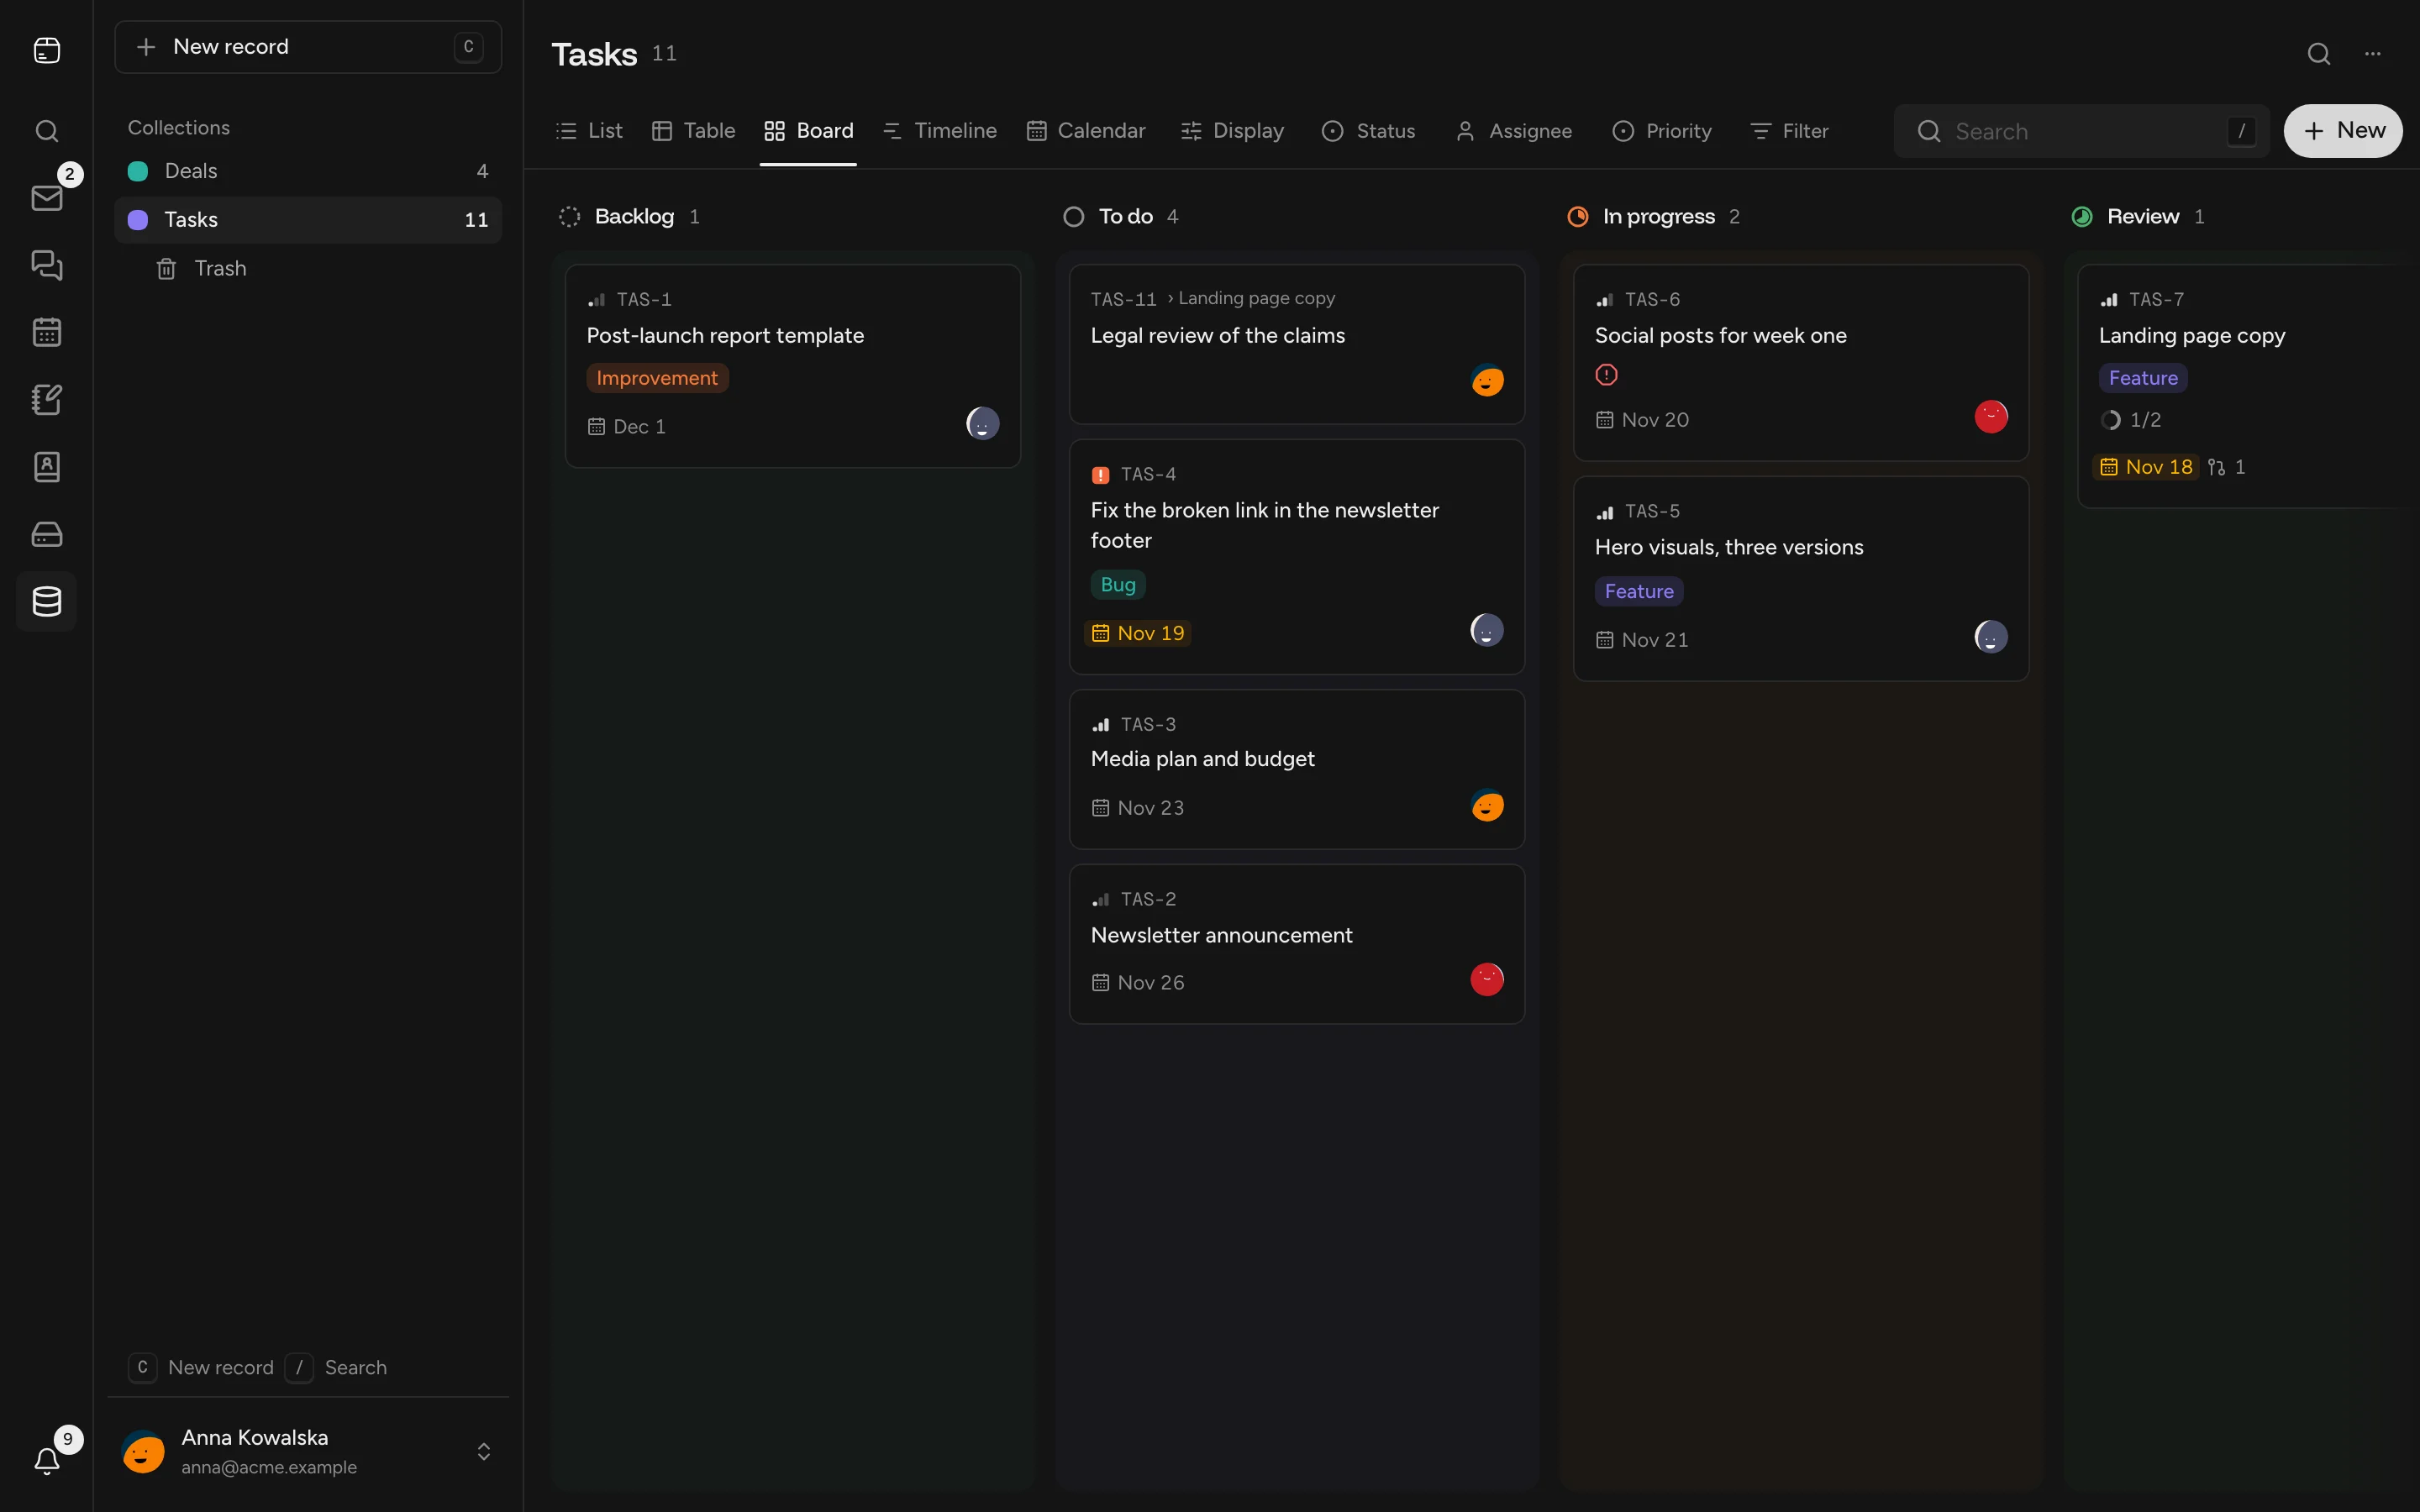 New record C
Collections
Deals 4
Tasks 11
Trash
2
C New record / Search
9
Anna Kowalska
anna@acme.example
Tasks 11
List Table Board Timeline Calendar Display Status Assignee Priority Filter
Search /
New
Backlog 1
TAS-1
Post-launch report template
Improvement
Dec 1
To do 4
TAS-11 › Landing page copy
Legal review of the claims
TAS-4
Fix the broken link in the newsletter
footer
Bug
Nov 19
TAS-3
Media plan and budget
Nov 23
TAS-2
Newsletter announcement
Nov 26
In progress 2
TAS-6
Social posts for week one
Nov 20
TAS-5
Hero visuals, three versions
Feature
Nov 21
Review 1
TAS-7
Landing page copy
Feature
1/2
Nov 18 1